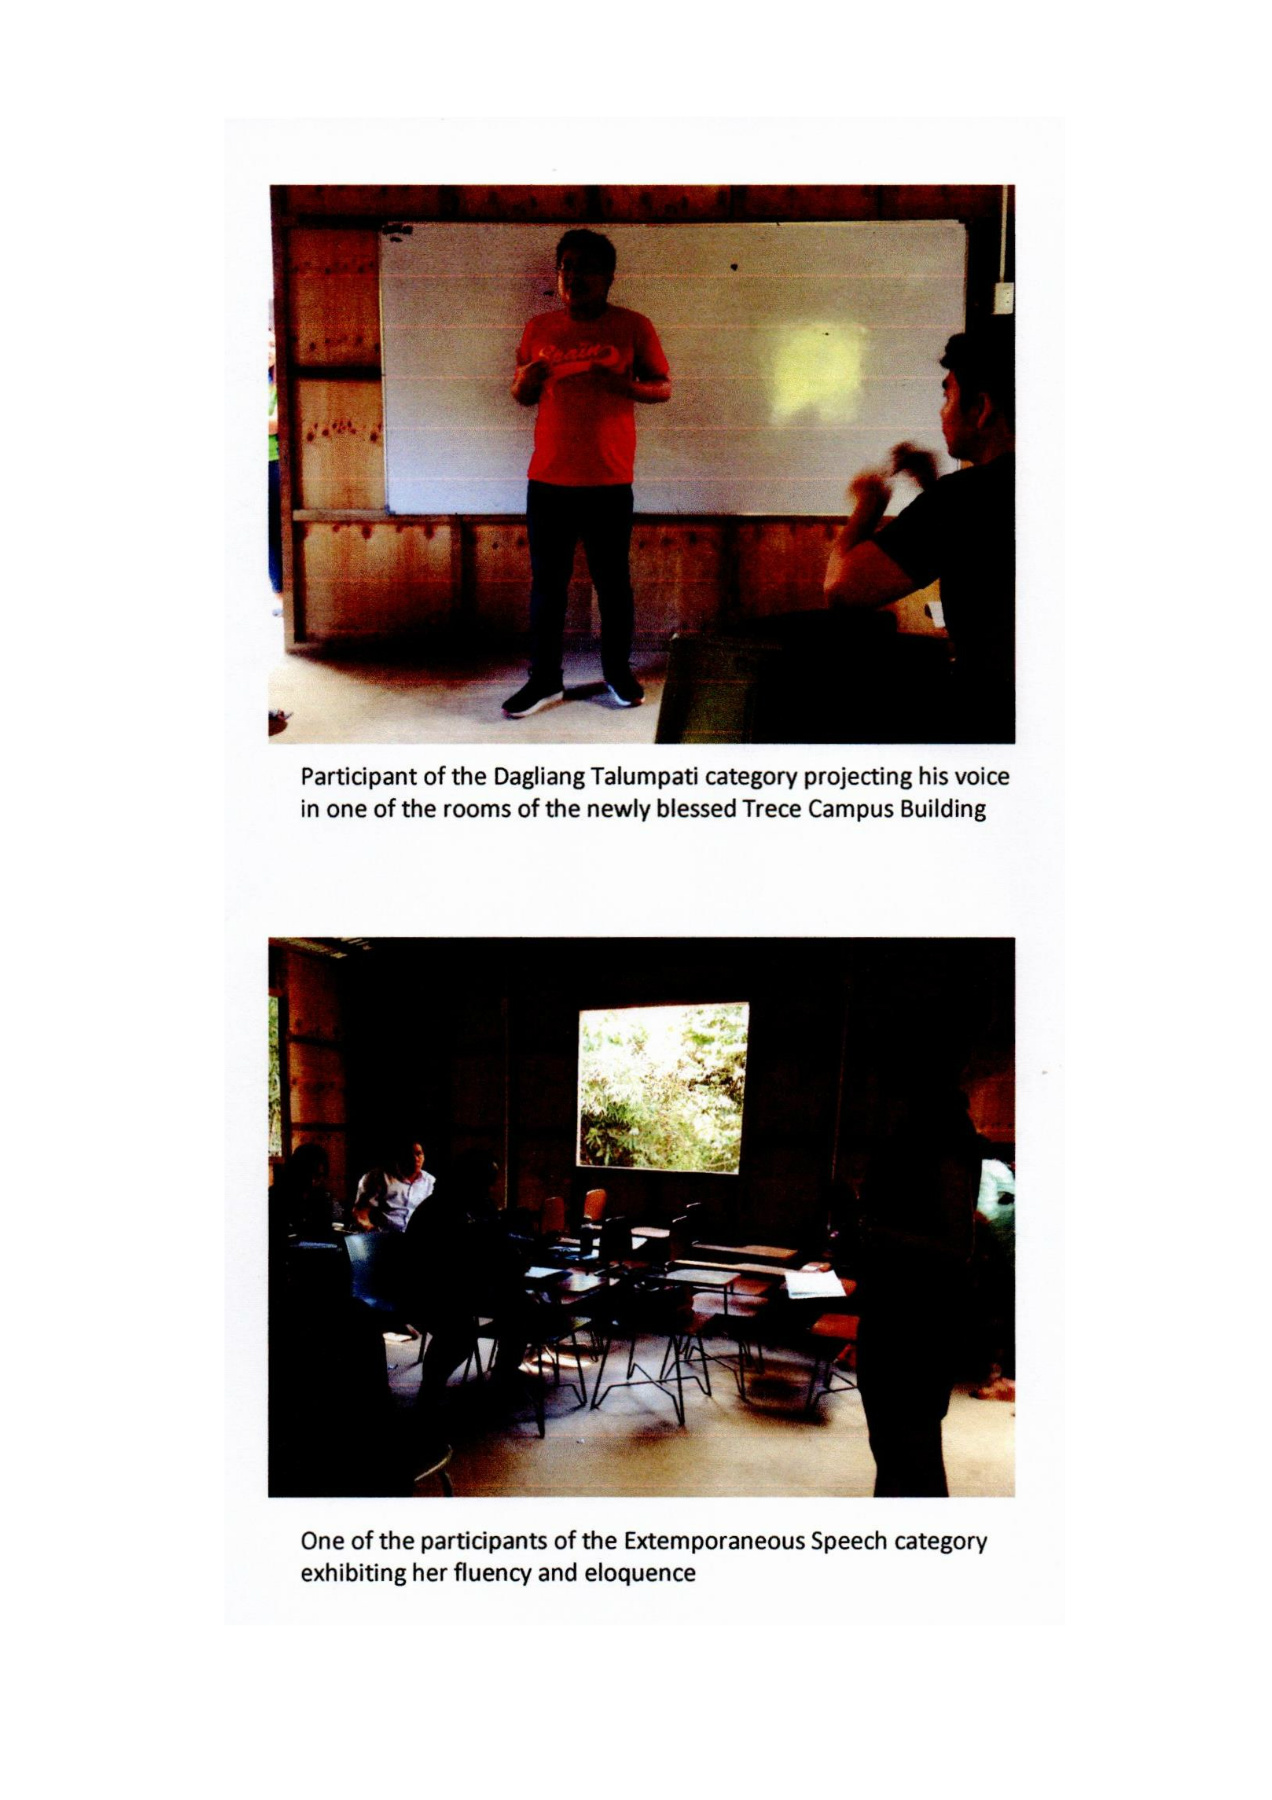 Spain
Participant of the Dagliang Talumpati category projecting his voice
in one of the rooms of the newly blessed Trece Campus Building
One of the participants of the Extemporaneous Speech category
exhibiting her fluency and eloquence